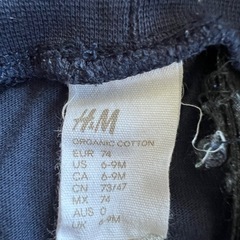 H&M
ORGANIC COTTON
EUR 74
US 6-9M
CA 6-9M
CN 73/47
MX 74
AUS 0
UK 6-9M